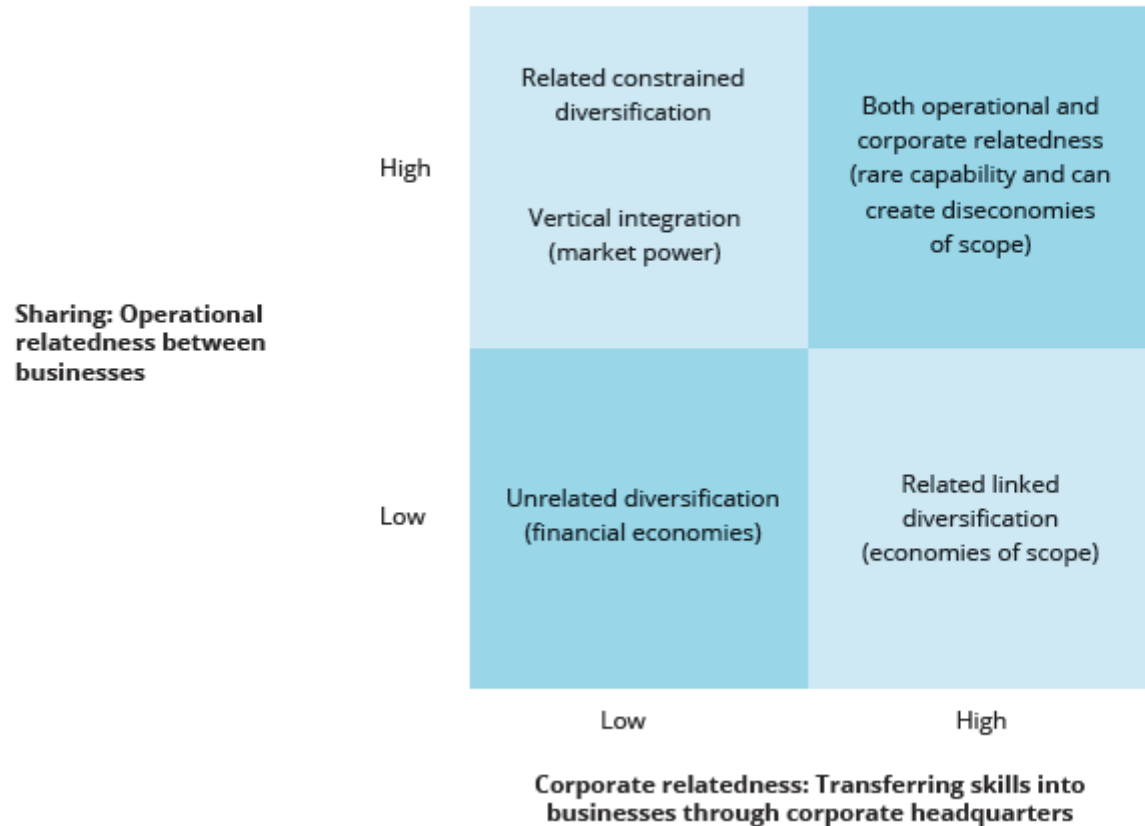 Related constrained
diversification
Vertical integration
(market power)
Both operational and
corporate relatedness
(rare capability and can
create diseconomies
of scope)
High
Sharing: Operational
relatedness between
businesses
Low
Unrelated diversification
(financial economies)
Related linked
diversification
(economies of scope)
Low
High
Corporate relatedness: Transferring skills into
businesses through corporate headquarters